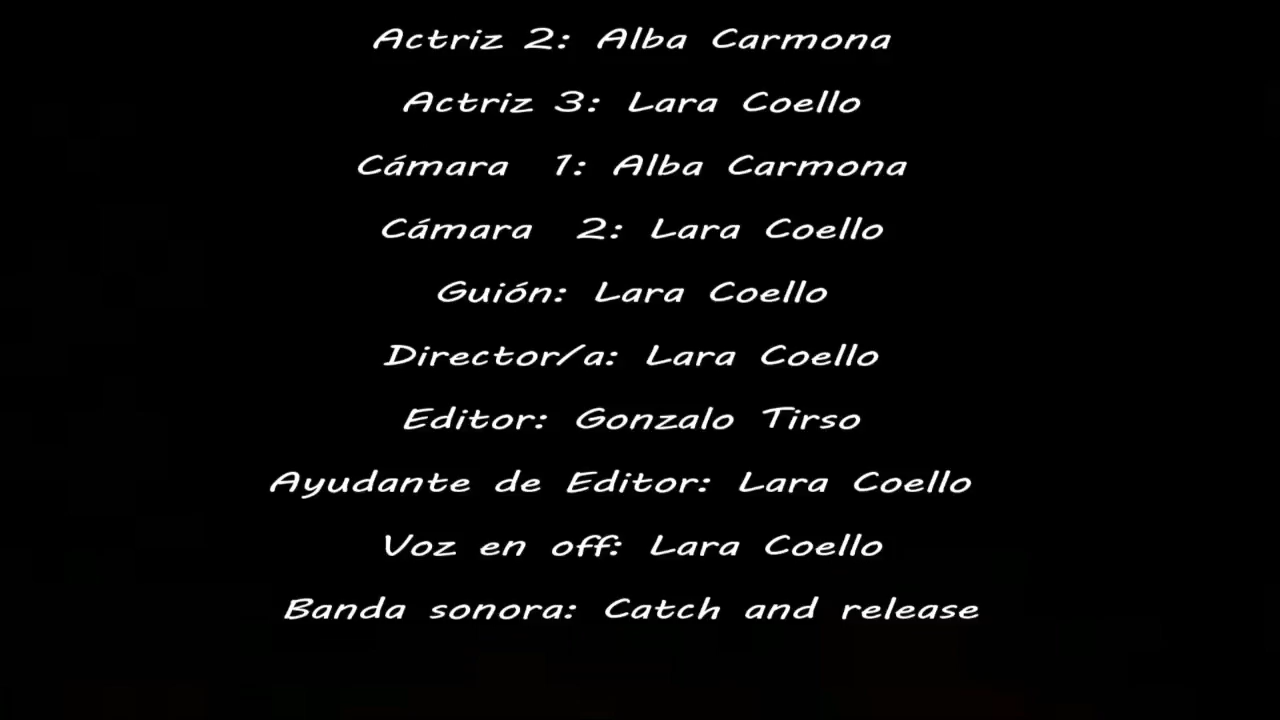 Actriz 2: Alba Carmona
Actriz 3: Lara Coello
Cámara 1: Alba Carmona
Cámara 2: Lara Coello
Guión: Lara Coello
Director/a: Lara Coello
Editor: Gonzalo Tirso
Ayudante de Editor: Lara Coello
Voz en off: Lara Coello
Banda sonora: Catch and release